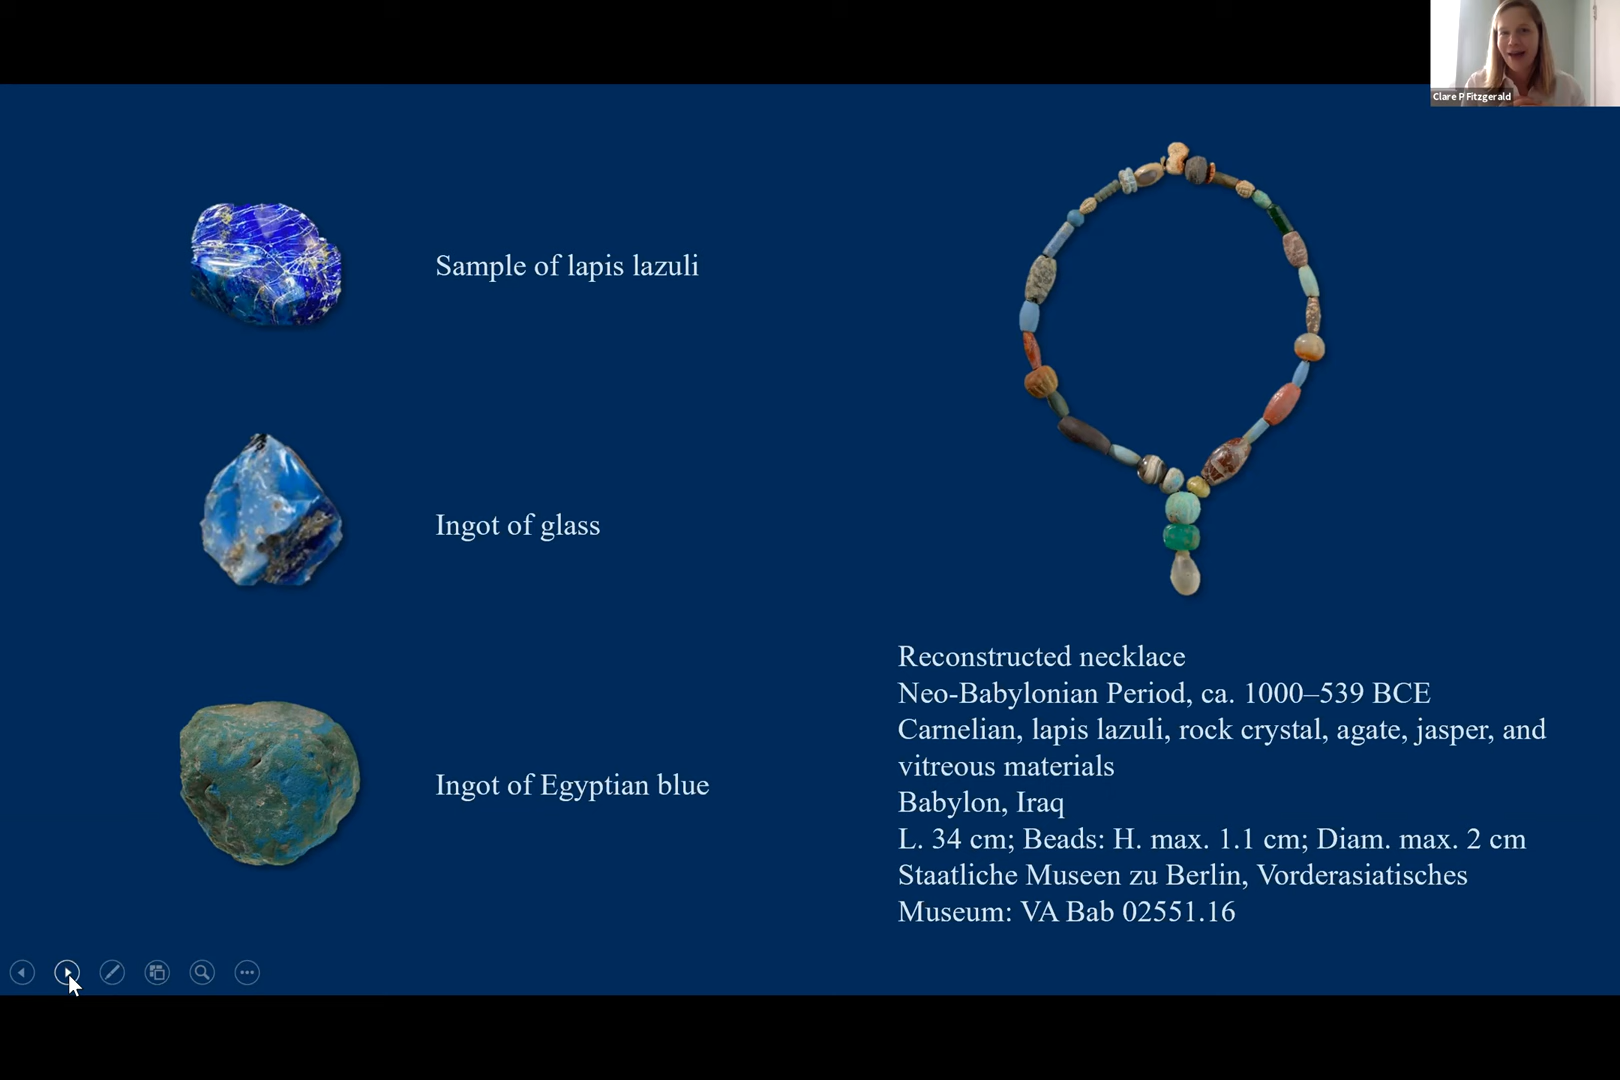 Clare P Fitzgerald
Sample of lapis lazuli
Ingot of glass
Ingot of Egyptian blue
Reconstructed necklace
Neo-Babylonian Period, ca. 1000–539 BCE
Carnelian, lapis lazuli, rock crystal, agate, jasper, and
vitreous materials
Babylon, Iraq
L. 34 cm; Beads: H. max. 1.1 cm; Diam. max. 2 cm
Staatliche Museen zu Berlin, Vorderasiatisches
Museum: VA Bab 02551.16